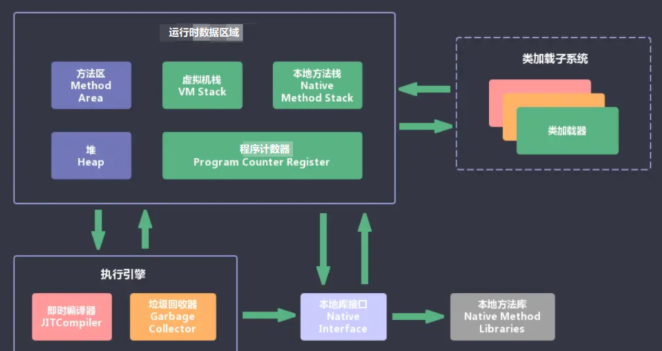 运行时数据区域
类加载子系统
方法区
Method
Area
虚拟机栈
VM Stack
本地方法栈
Native
Method Stack
类加载器
堆
Heap
程序计数器
Program Counter Register
执行引擎
即时编译器
JITCompiler
垃圾回收器
Garbage
Collector
本地库接口
Native
Interface
本地方法库
Native Method
Libraries